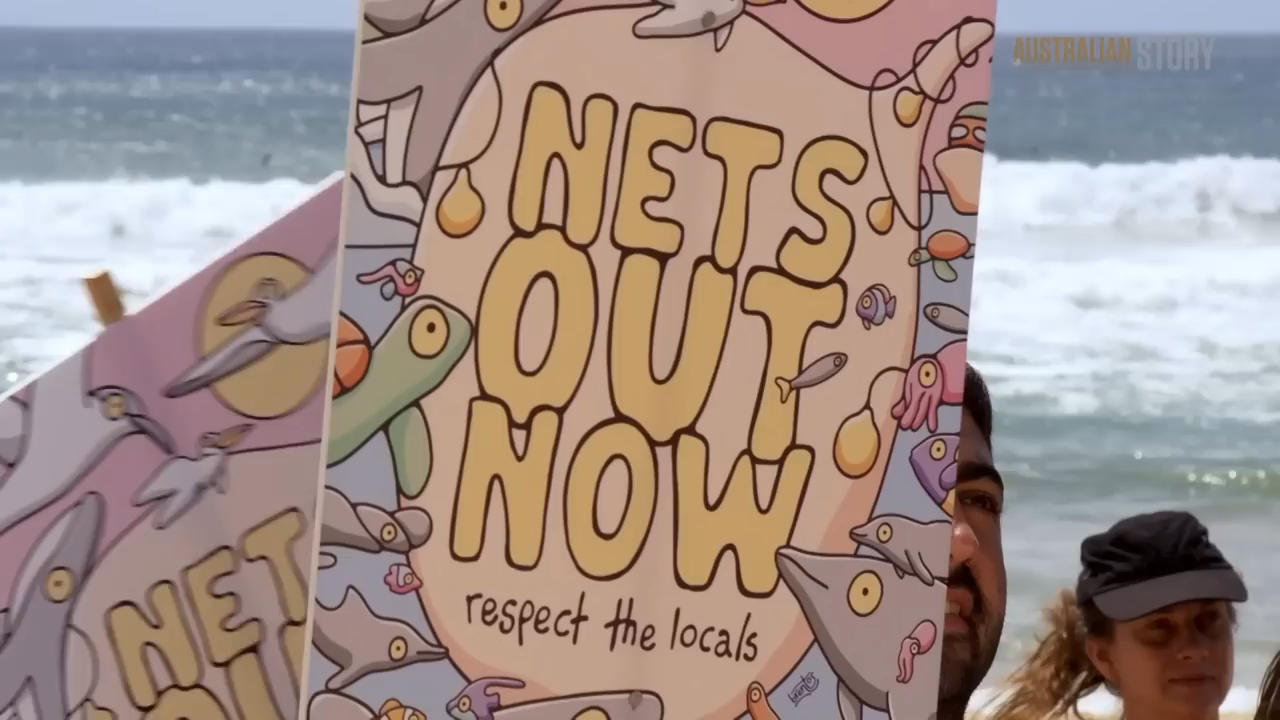 AUSTRALIAN STORY
NETS
OUT
NOW
respect the locals
NET